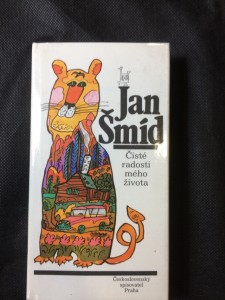 Jan
Šmíd
Čisté
radosti
mého
života
Československý
spisovatel
Praha